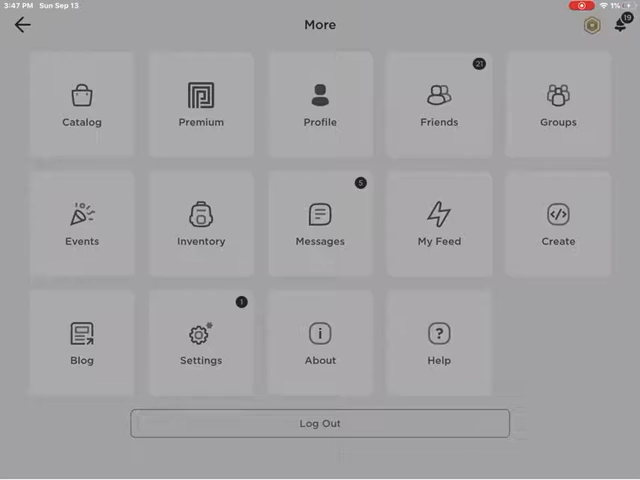 3:47 PM Sun Sep 13 1%
More
19
21
Catalog Premium Profile Friends Groups
5
Events Inventory Messages My Feed Create
1
Blog Settings About Help
Log Out